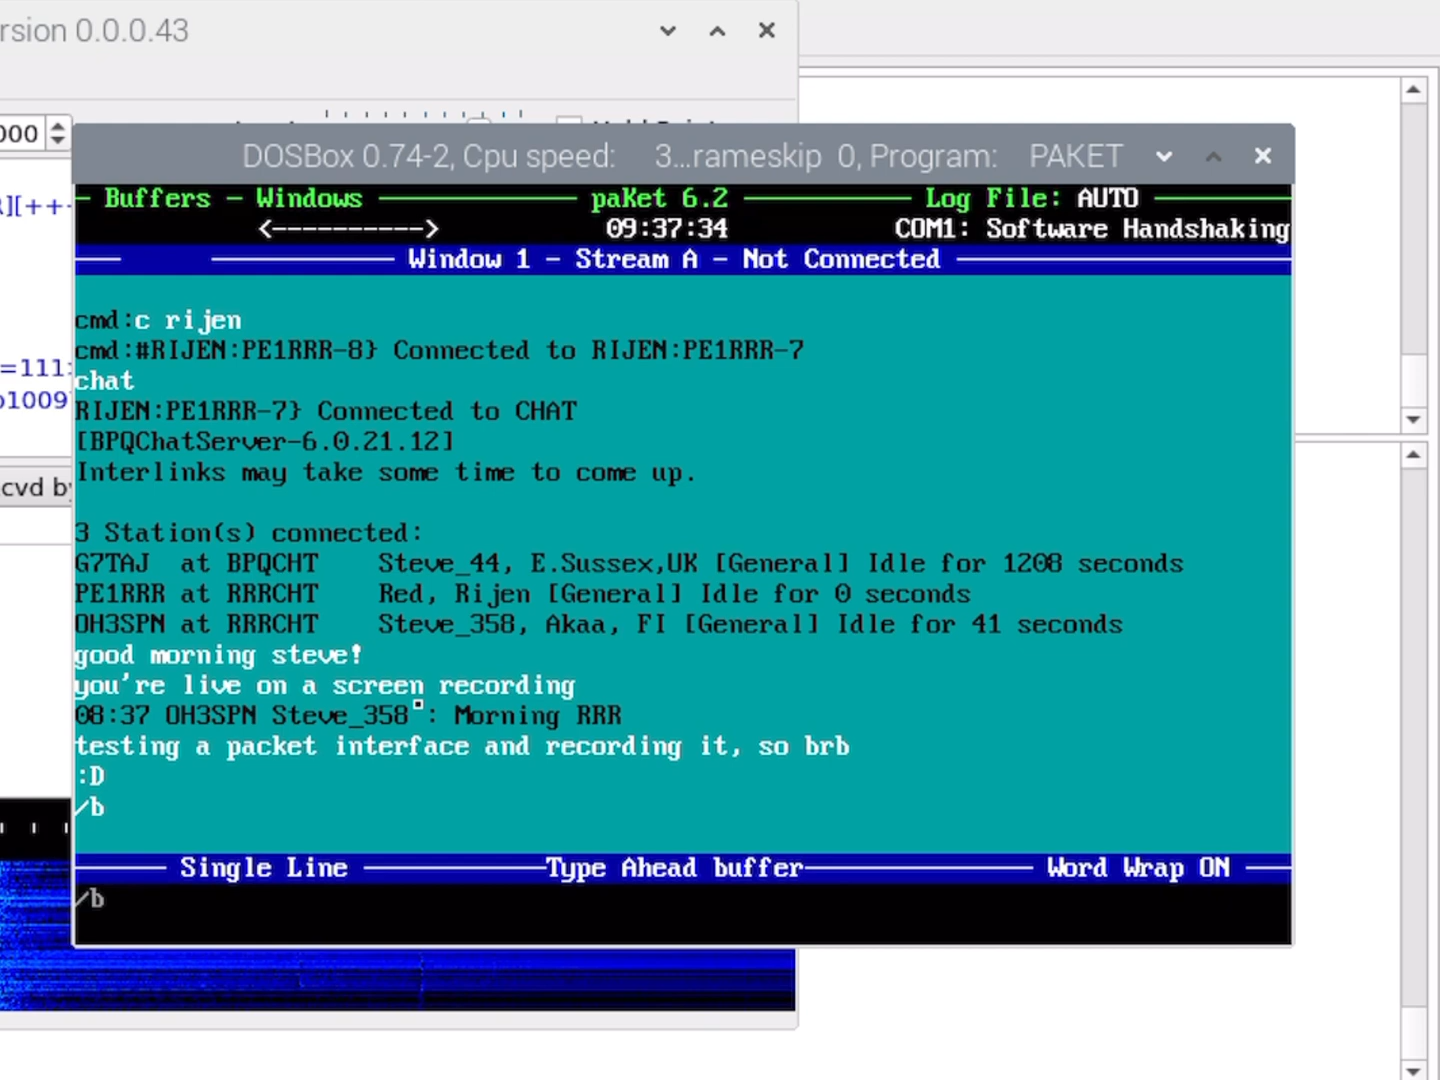 rsion 0.0.0.43
000
DOSBox 0.74-2, Cpu speed: 3...rameskip 0, Program: PAKET
][++
Buffers - Windows paKet 6.2 Log File: AUTO
<----------> 09:37:34 COM1: Software Handshaking
Window 1 - Stream A - Not Connected
cmd:c rijen
cmd:#RIJEN:PE1RRR-8} Connected to RIJEN:PE1RRR-7
=111:
chat
1009
RIJEN:PE1RRR-7} Connected to CHAT
[BPQChatServer-6.0.21.12]
Interlinks may take some time to come up.
cvd by
3 Station(s) connected:
G7TAJ at BPQCHT Steve_44, E.Sussex,UK [General] Idle for 1208 seconds
PE1RRR at RRRCHT Red, Rijen [General] Idle for 0 seconds
OH3SPN at RRRCHT Steve_358, Akaa, FI [General] Idle for 41 seconds
good morning steve!
you're live on a screen recording
08:37 OH3SPN Steve_358 : Morning RRR
testing a packet interface and recording it, so brb
:D
/b
Single Line Type Ahead buffer Word Wrap ON
/b